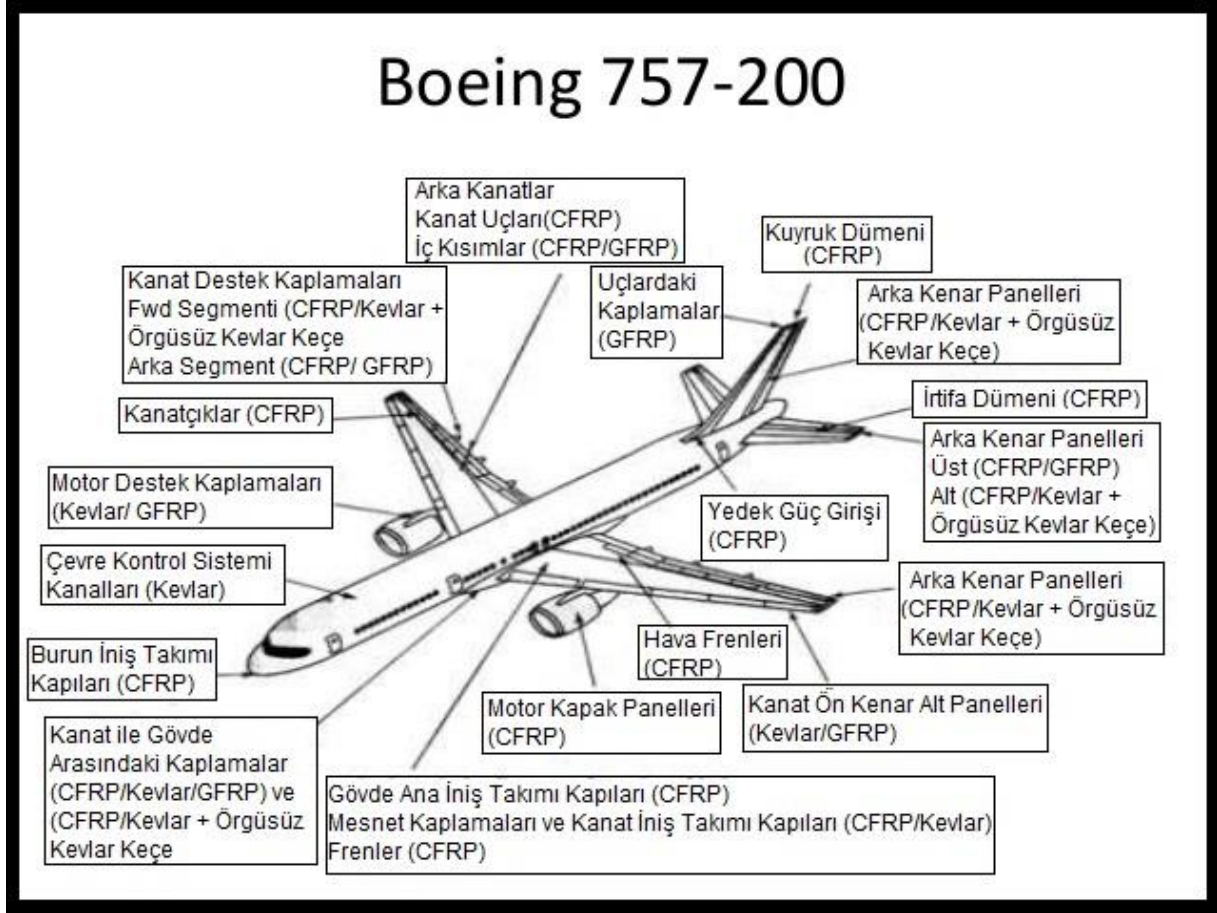 Boeing 757-200
Arka Kanatlar
Kanat Uçları(CFRP)
İç Kısımlar (CFRP/GFRP)
Kuyruk Dümeni
(CFRP)
Kanat Destek Kaplamaları
Fwd Segmenti (CFRP/Kevlar +
Örgüsüz Kevlar Keçe
Arka Segment (CFRP/ GFRP)
Uçlardaki
Kaplamalar
(GFRP)
Arka Kenar Panelleri
(CFRP/Kevlar + Örgüsüz
Kevlar Keçe)
Kanatçıklar (CFRP)
İrtifa Dümeni (CFRP)
Arka Kenar Panelleri
Üst (CFRP/GFRP)
Alt (CFRP/Kevlar +
Örgüsüz Kevlar Keçe)
Motor Destek Kaplamaları
(Kevlar/ GFRP)
Yedek Güç Girişi
(CFRP)
Çevre Kontrol Sistemi
Kanalları (Kevlar)
Arka Kenar Panelleri
(CFRP/Kevlar + Örgüsüz
Kevlar Keçe)
Hava Frenleri
(CFRP)
Burun İniş Takımı
Kapıları (CFRP)
Motor Kapak Panelleri
(CFRP)
Kanat Ön Kenar Alt Panelleri
(Kevlar/GFRP)
Kanat ile Gövde
Arasındaki Kaplamalar
(CFRP/Kevlar/GFRP) ve
(CFRP/Kevlar + Örgüsüz
Kevlar Keçe
Gövde Ana İniş Takımı Kapıları (CFRP)
Mesnet Kaplamaları ve Kanat İniş Takımı Kapıları (CFRP/Kevlar)
Frenler (CFRP)